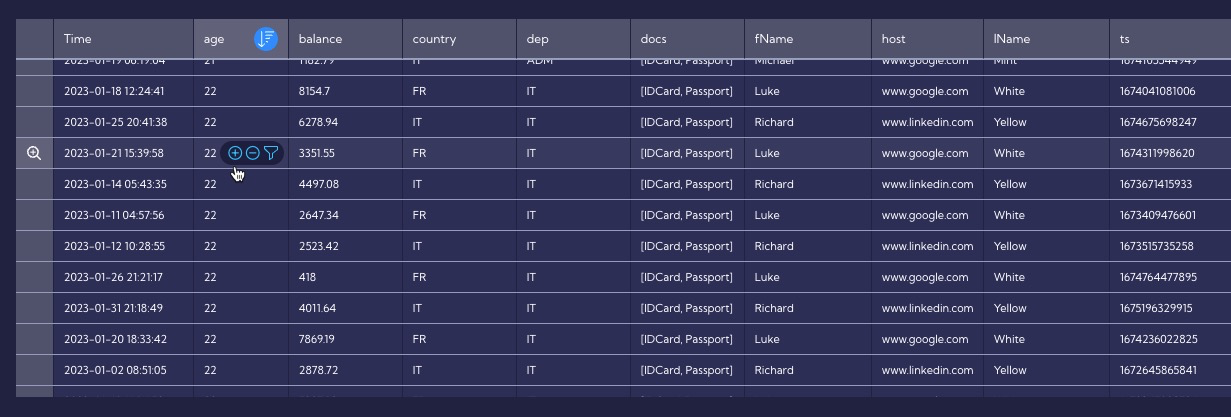 Time age balance country dep docs fName host lName ts
2023-01-19 06:19:04 21 1182.79 IT ADM [IDCard, Passport] Michael www.google.com Mint 1674105544949
2023-01-18 12:24:41 22 8154.7 FR IT [IDCard, Passport] Luke www.google.com White 1674041081006
2023-01-25 20:41:38 22 6278.94 IT IT [IDCard, Passport] Richard www.google.com Yellow 1674675698247
2023-01-21 15:39:58 22 3351.55 FR IT [IDCard, Passport] Luke www.google.com White 1674311998620
2023-01-14 05:43:35 22 4497.08 IT IT [IDCard, Passport] Richard www.linkedin.com Yellow 1673671415933
2023-01-11 04:57:56 22 2647.34 FR IT [IDCard, Passport] Luke www.google.com White 1673409476601
2023-01-12 10:28:55 22 2523.42 IT IT [IDCard, Passport] Richard www.linkedin.com Yellow 1673515735258
2023-01-26 21:21:17 22 418 FR IT [IDCard, Passport] Luke www.google.com White 1674764477895
2023-01-31 21:18:49 22 4011.64 IT IT [IDCard, Passport] Richard www.linkedin.com Yellow 1675196329915
2023-01-20 18:33:42 22 7869.19 FR IT [IDCard, Passport] Luke www.google.com White 1674236022825
2023-01-02 08:51:05 22 2878.72 IT IT [IDCard, Passport] Richard www.linkedin.com Yellow 1672645865841